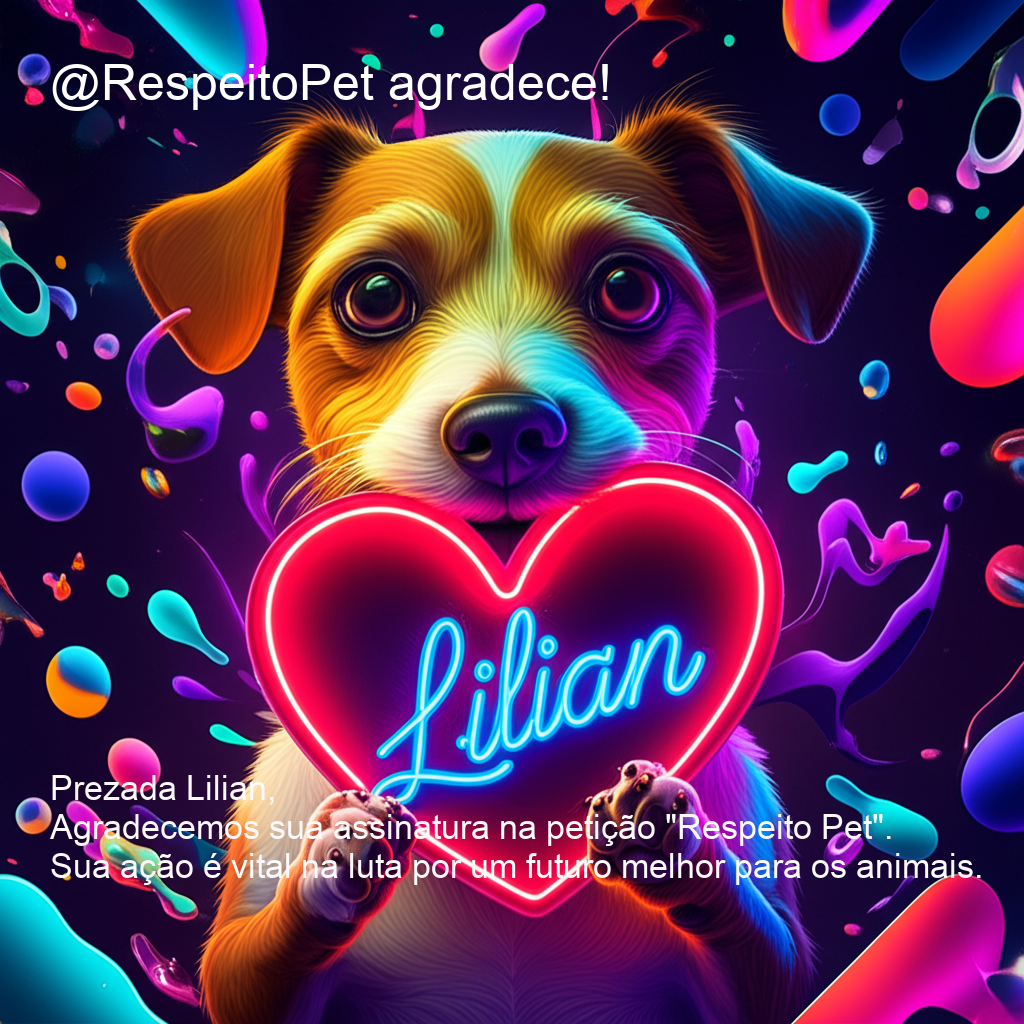 @RespeitoPet agradece!
Lilian
Prezada Lilian,
Agradecemos sua assinatura na petição "Respeito Pet".
Sua ação é vital na luta por um futuro melhor para os animais.